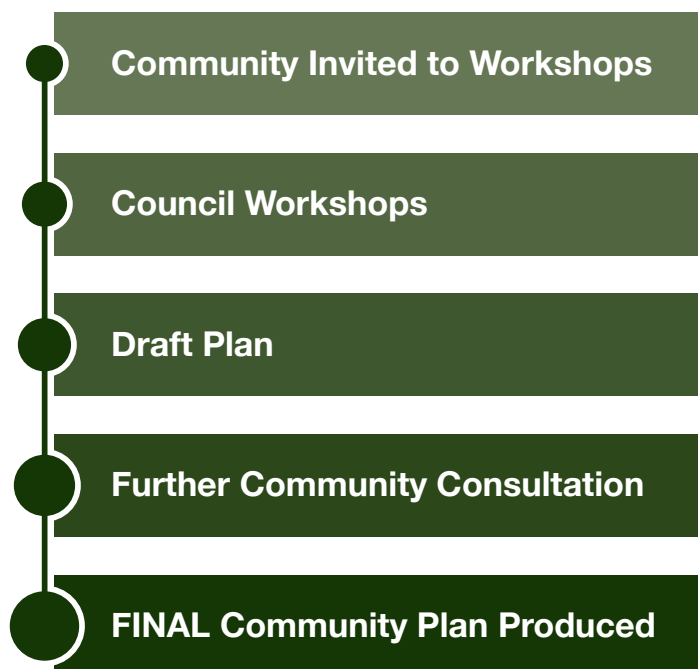 Community Invited to Workshops
Council Workshops
Draft Plan
Further Community Consultation
FINAL Community Plan Produced